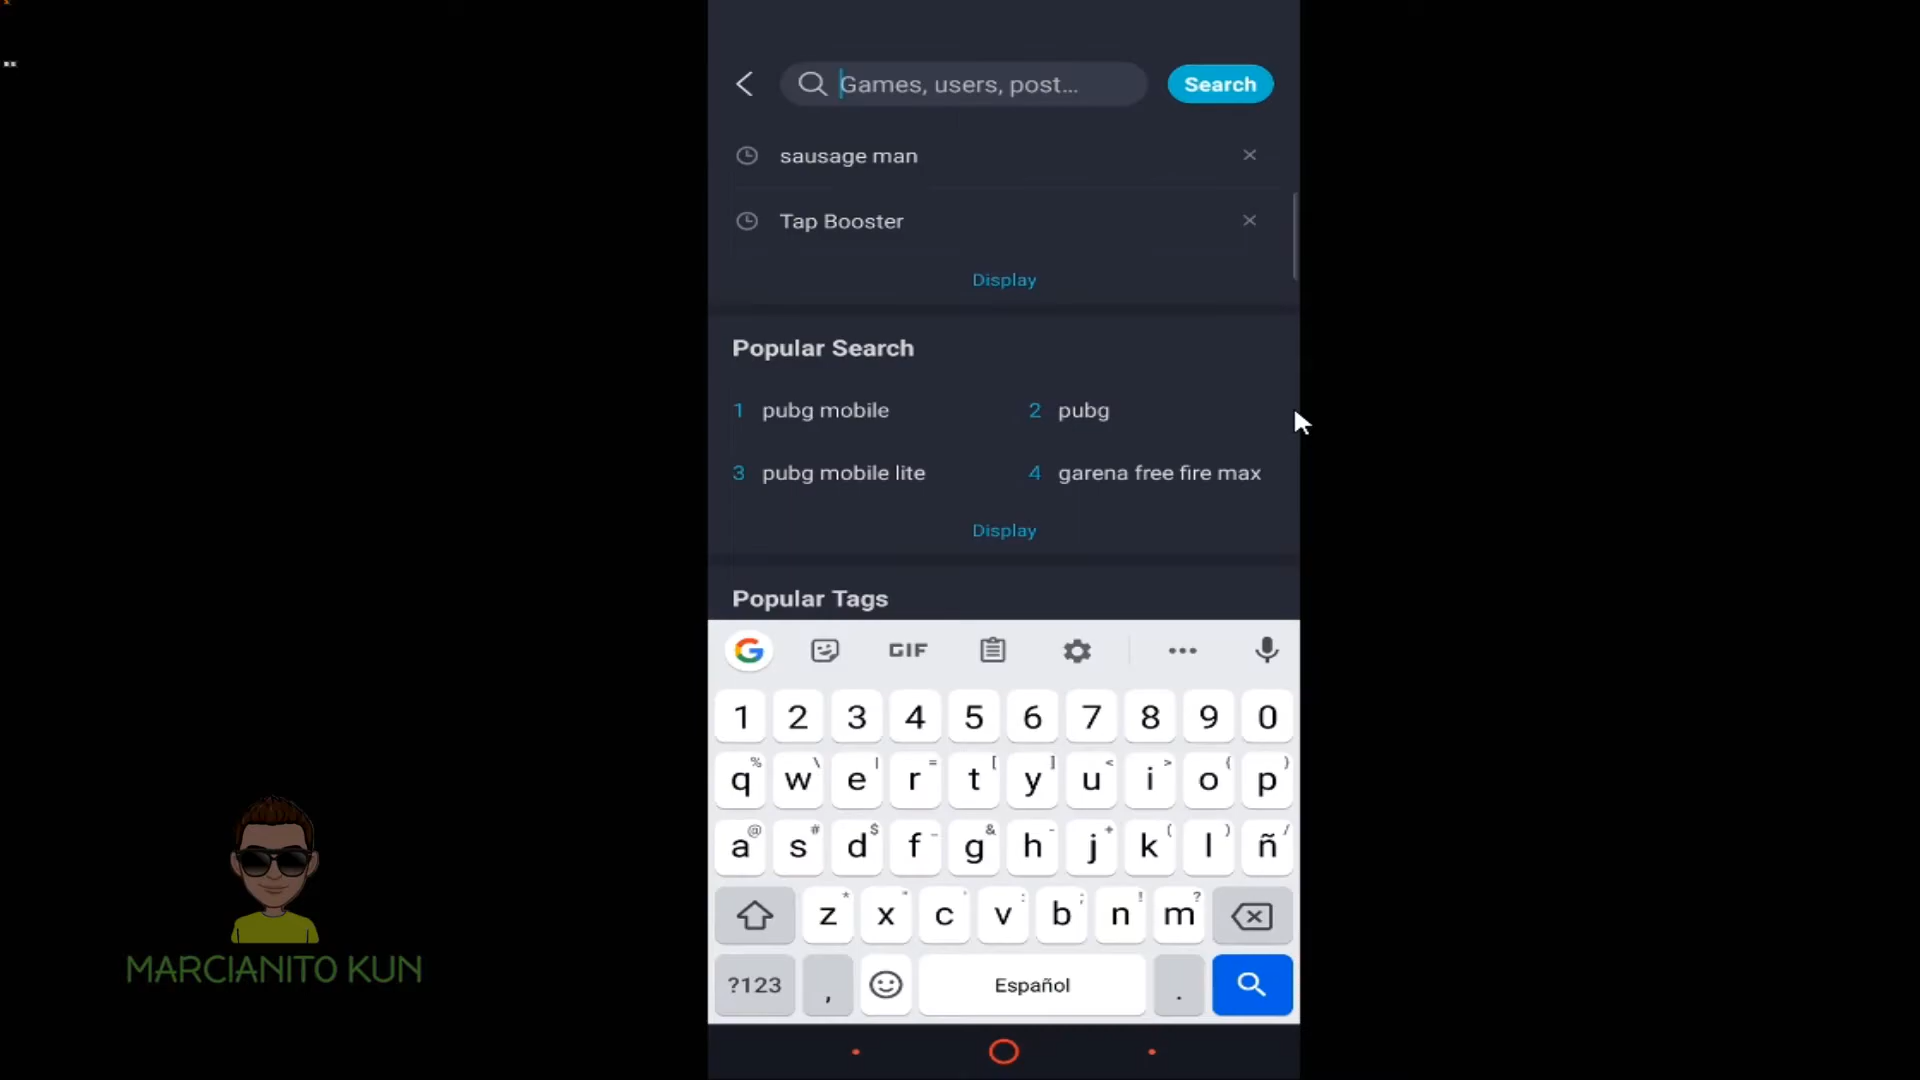 Games, users, post...
Search
sausage man
Tap Booster
Display
Popular Search
1 pubg mobile
2 pubg
3 pubg mobile lite
4 garena free fire max
Display
Popular Tags
G GIF
1 2 3 4 5 6 7 8 9 0
% \ | = [ ] < > { }
q w e r t y u i o p
@ # $ _ & - + ( ) /
a s d f g h j k l ñ
* " ' : ; ! ?
z x c v b n m
?123 , Español .
MARCIANITO KUN